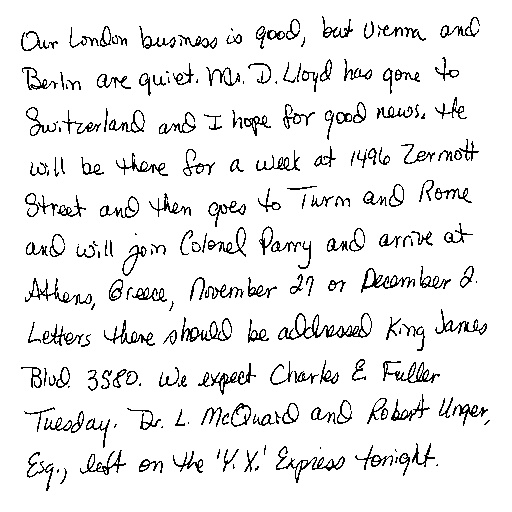 Our London business is good, but Vienna and
Berlin are quiet. Mr. D. Lloyd has gone to
Switzerland and I hope for good news. He
will be there for a week at 1496 Zermott
Street and then goes to Turin and Rome
and will join Colonel Parry and arrive at
Athens, Greece, November 27 or December 2.
Letters there should be addressed King James
Blvd. 3580. We expect Charles E. Fuller
Tuesday. Dr. L. McQuaid and Robert Unger,
Esq., left on the 'Y.X.' Express tonight.